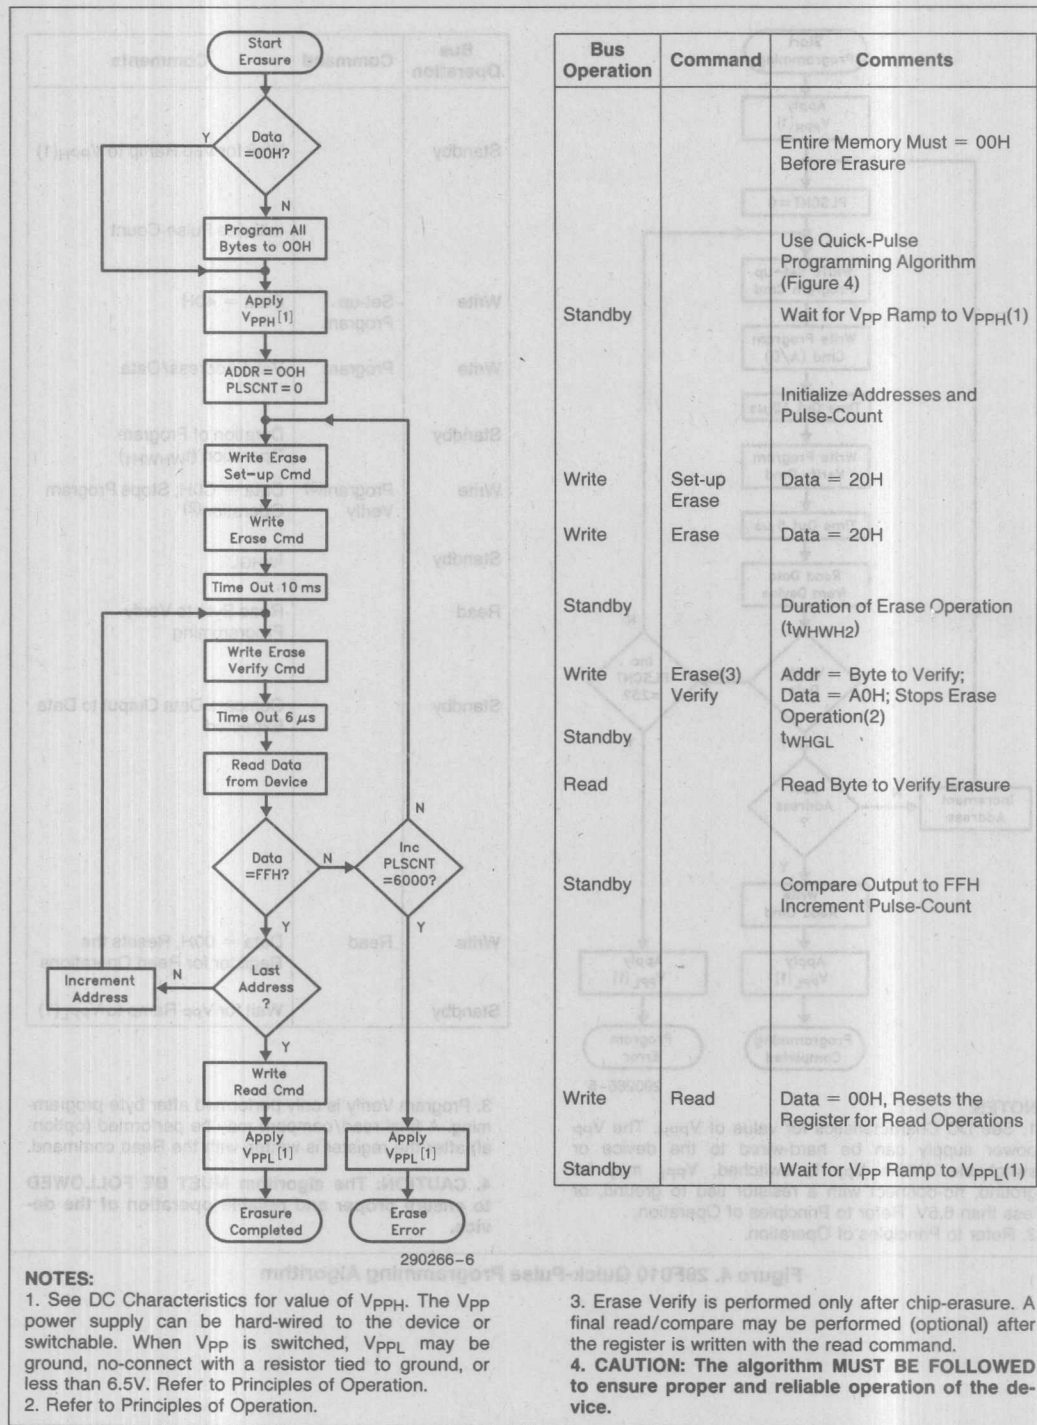 Start
Erasure
Data
=00H?
Y
N
Program All
Bytes to 00H
Apply
VPPH[1]
ADDR = 00H
PLSCNT = 0
Write Erase
Set-up Cmd
Write
Erase Cmd
Time Out 10 ms
Write Erase
Verify Cmd
Time Out 6 μs
Read Data
from Device
Data
=FFH?
N
Y
Inc
PLSCNT
=6000?
N
Y
Last
Address
?
N
Y
Increment
Address
Write
Read Cmd
Apply
VPPL[1]
Apply
VPPL[1]
Erasure
Completed
Erase
Error
290266-6
Bus Operation Command Comments
Entire Memory Must = 00H
Before Erasure
Use Quick-Pulse
Programming Algorithm
(Figure 4)
Standby Wait for VPP Ramp to VPPH(1)
Initialize Addresses and
Pulse-Count
Write Set-up Erase Data = 20H
Write Erase Data = 20H
Standby Duration of Erase Operation
(tWHWH2)
Write Erase(3) Verify Addr = Byte to Verify;
Data = A0H; Stops Erase
Operation(2)
Standby tWHGL
Read Read Byte to Verify Erasure
Standby Compare Output to FFH
Increment Pulse-Count
Write Read Data = 00H, Resets the
Register for Read Operations
Standby Wait for VPP Ramp to VPPL(1)
NOTES:
1. See DC Characteristics for value of VPPH. The VPP
power supply can be hard-wired to the device or
switchable. When VPP is switched, VPPL may be
ground, no-connect with a resistor tied to ground, or
less than 6.5V. Refer to Principles of Operation.
2. Refer to Principles of Operation.
3. Erase Verify is performed only after chip-erasure. A
final read/compare may be performed (optional) after
the register is written with the read command.
4. CAUTION: The algorithm MUST BE FOLLOWED
to ensure proper and reliable operation of the de-
vice.